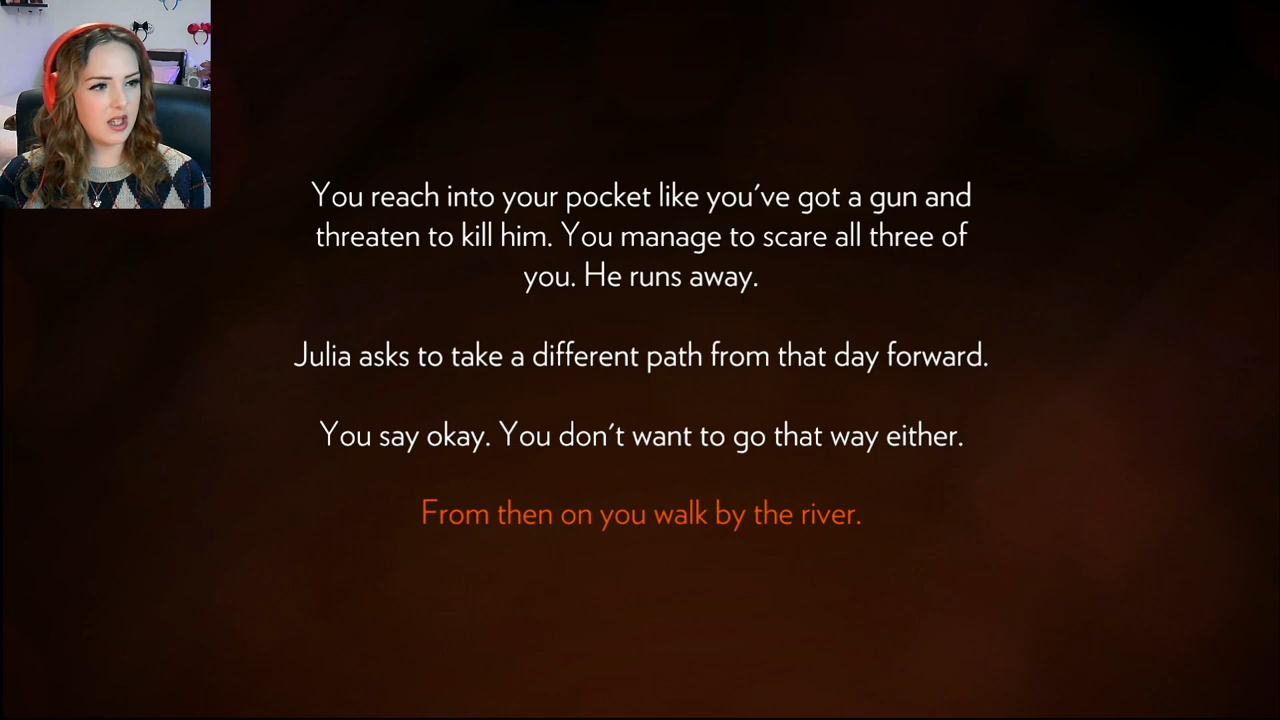 You reach into your pocket like you've got a gun and
threaten to kill him. You manage to scare all three of
you. He runs away.
Julia asks to take a different path from that day forward.
You say okay. You don't want to go that way either.
From then on you walk by the river.